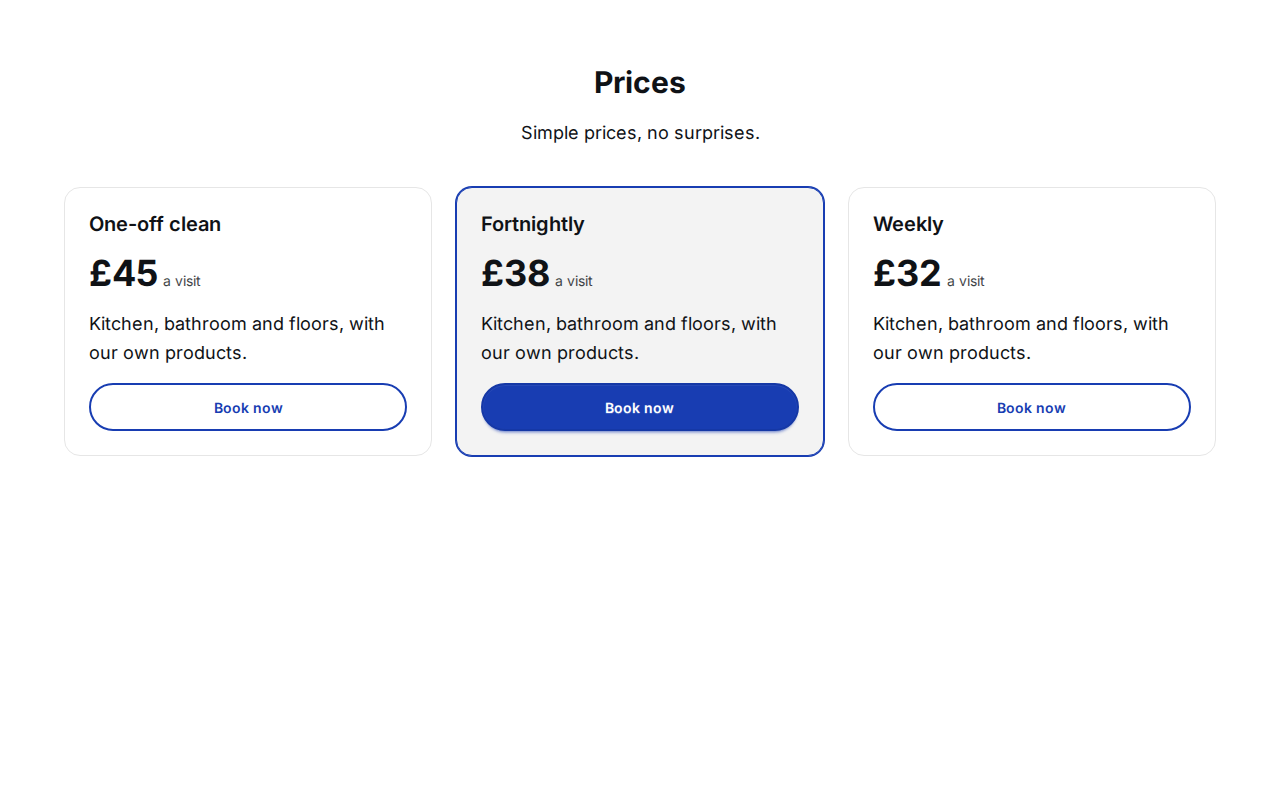 Prices
Simple prices, no surprises.
One-off clean
£45 a visit
Kitchen, bathroom and floors, with
our own products.
Book now
Fortnightly
£38 a visit
Kitchen, bathroom and floors, with
our own products.
Book now
Weekly
£32 a visit
Kitchen, bathroom and floors, with
our own products.
Book now